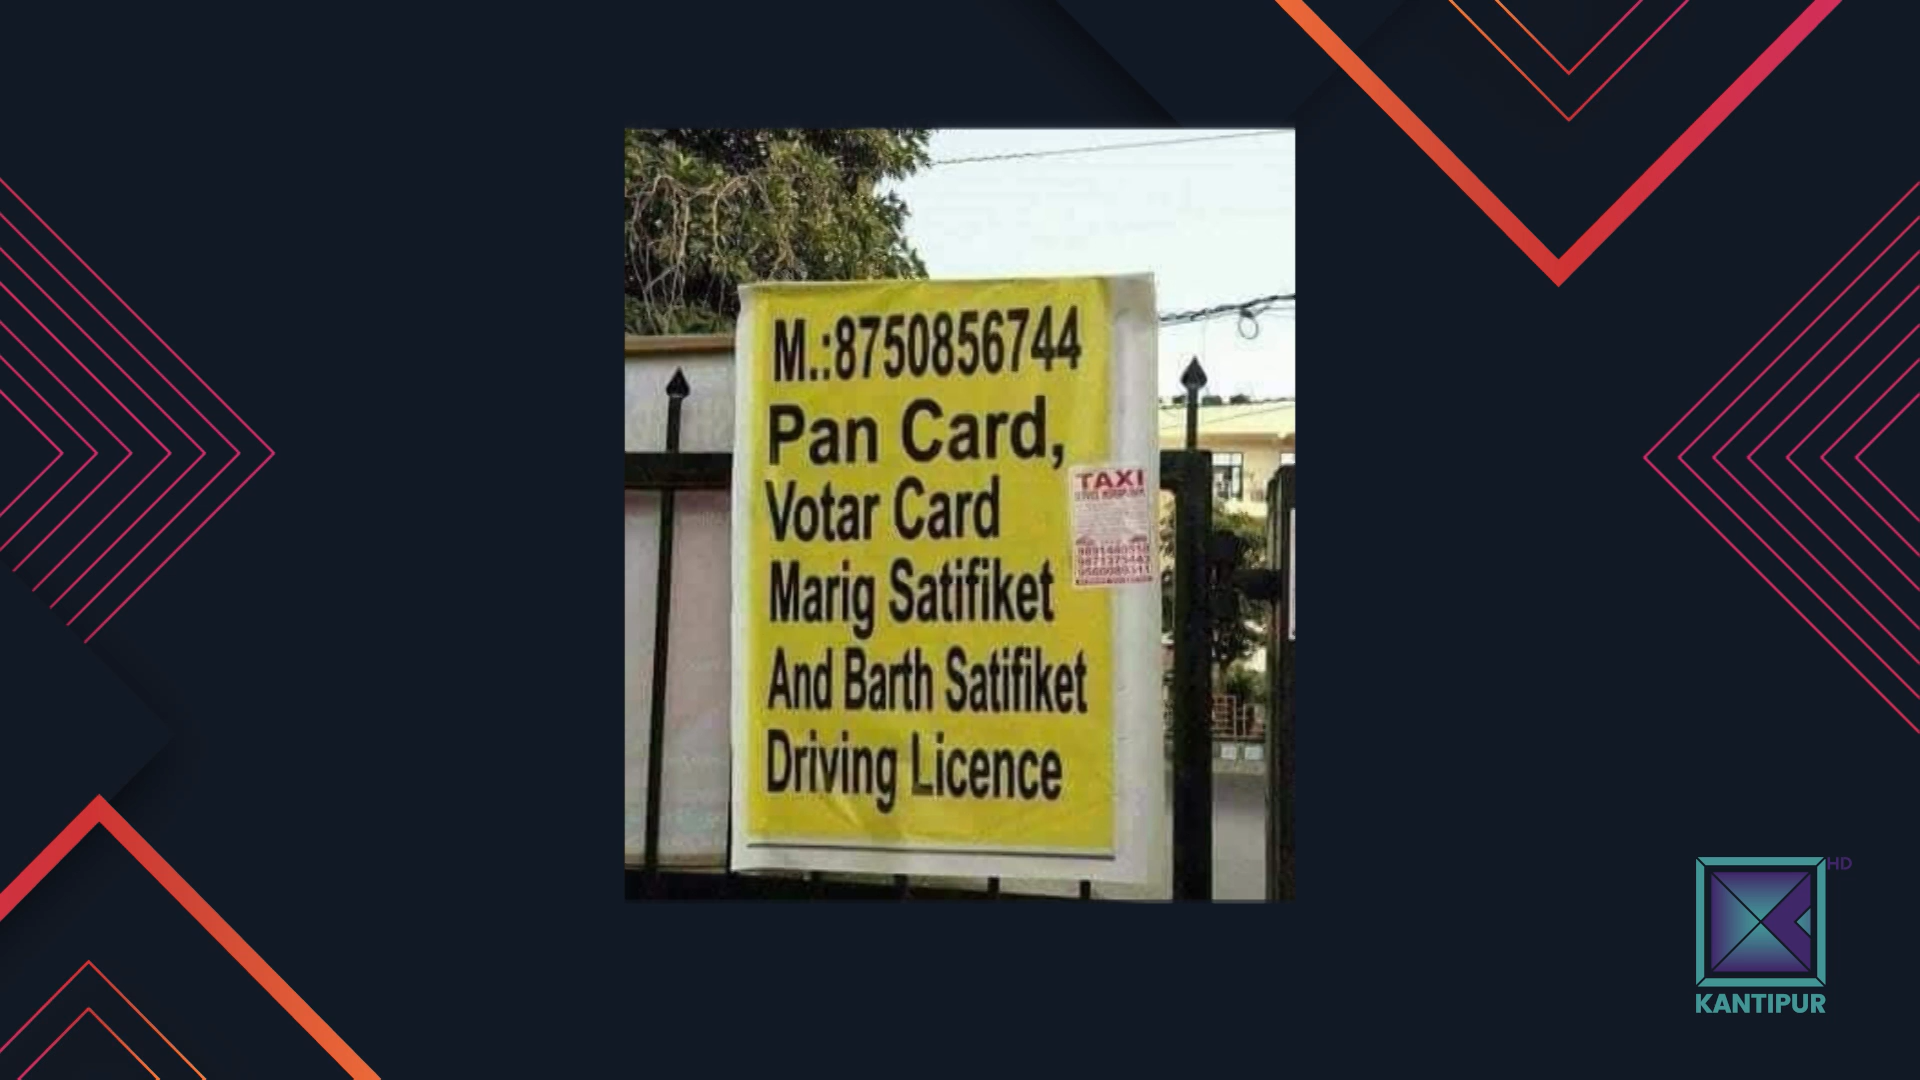 M.:8750856744
Pan Card,
Votar Card
Marig Satifiket
And Barth Satifiket
Driving Licence
TAXI
HD
KANTIPUR